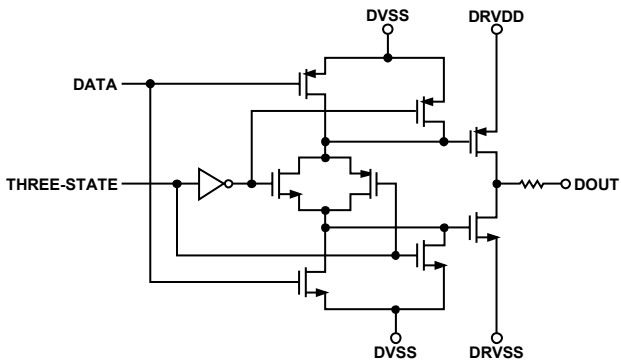 DVSS DRVDD
DATA
THREE-STATE
DOUT
DVSS DRVSS